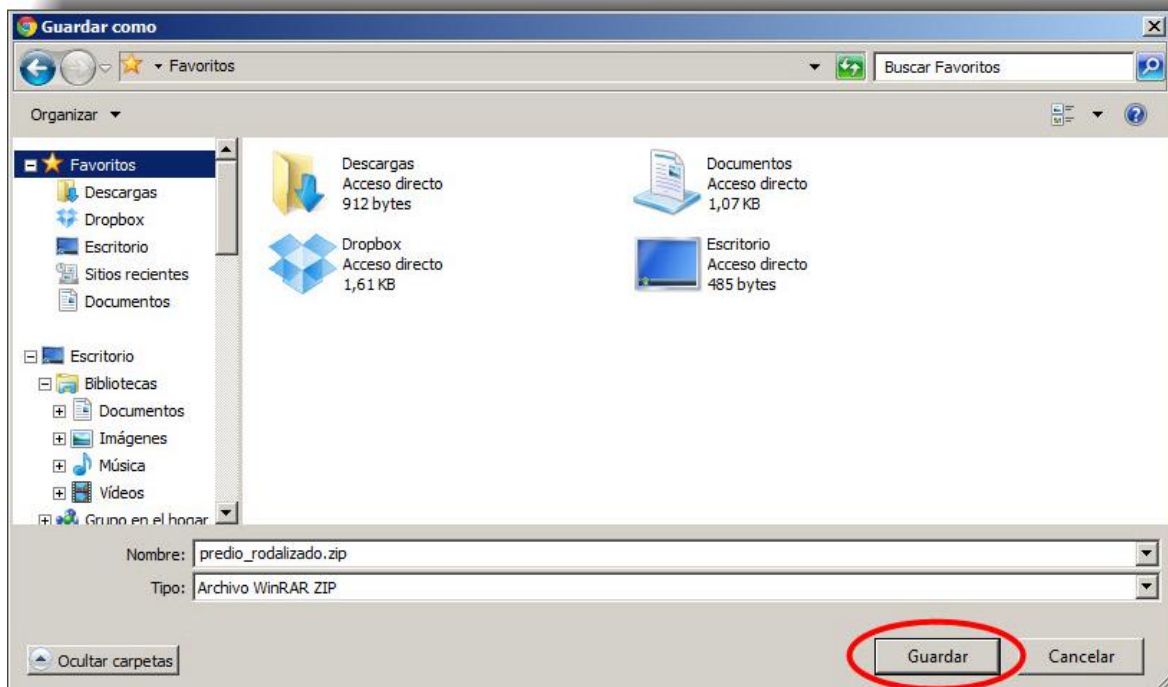 Guardar como
Favoritos
Buscar Favoritos
Organizar
Favoritos
Descargas
Dropbox
Escritorio
Sitios recientes
Documentos
Escritorio
Bibliotecas
Documentos
Imágenes
Música
Vídeos
Grupo en el hogar
Descargas
Acceso directo
912 bytes
Documentos
Acceso directo
1,07 KB
Dropbox
Acceso directo
1,61 KB
Escritorio
Acceso directo
485 bytes
Nombre: predio_rodalizado.zip
Tipo: Archivo WinRAR ZIP
Ocultar carpetas
Guardar
Cancelar